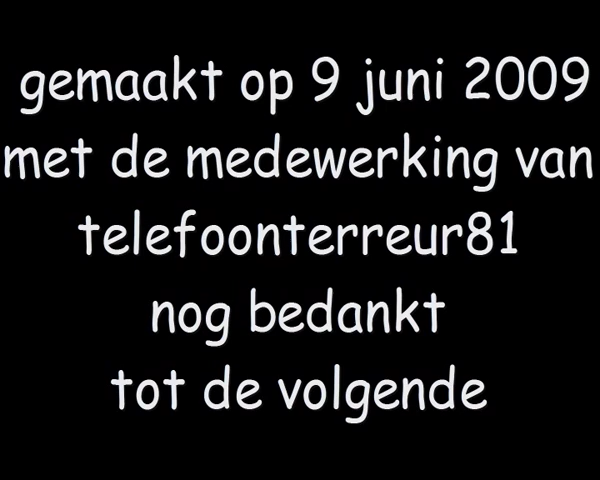 gemaakt op 9 juni 2009
met de medewerking van
telefoonterreur81
nog bedankt
tot de volgende